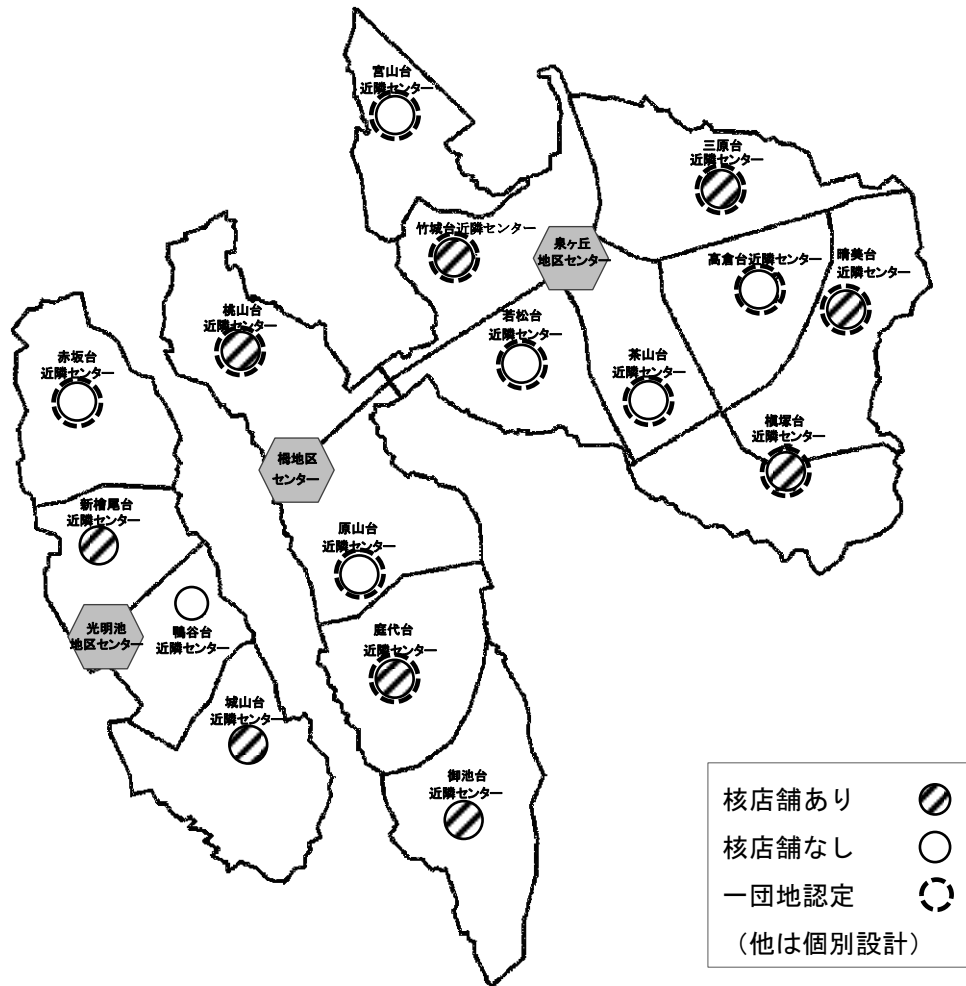 宮山台
近隣センター
三原台
近隣センター
竹城台近隣センター
泉ヶ丘
地区センター
高倉台近隣センター
晴美台
近隣センター
桃山台
近隣センター
若松台
近隣センター
赤坂台
近隣センター
茶山台
近隣センター
槇塚台
近隣センター
栂地区
センター
新檜尾台
近隣センター
原山台
近隣センター
光明池
地区センター
鴨谷台
近隣センター
庭代台
近隣センター
城山台
近隣センター
御池台
近隣センター
核店舗あり
核店舗なし
一団地認定
（他は個別設計）